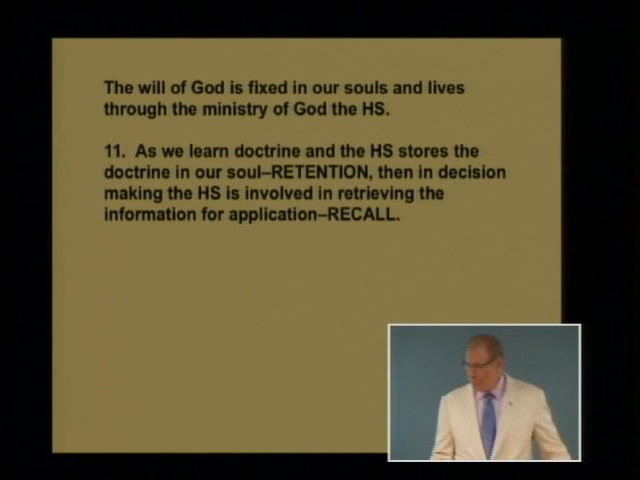 The will of God is fixed in our souls and lives
through the ministry of God the HS.
11.  As we learn doctrine and the HS stores the
doctrine in our soul–RETENTION, then in decision
making the HS is involved in retrieving the
information for application–RECALL.